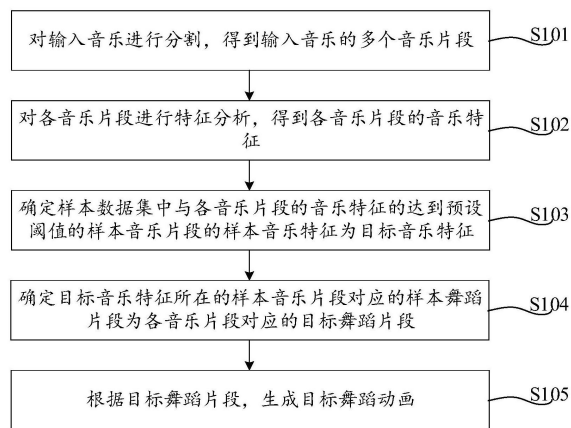 对输入音乐进行分割，得到输入音乐的多个音乐片段
S101
对各音乐片段进行特征分析，得到各音乐片段的音乐特
征
S102
确定样本数据集中与各音乐片段的音乐特征的达到预设
阈值的样本音乐片段的样本音乐特征为目标音乐特征
S103
确定目标音乐特征所在的样本音乐片段对应的样本舞蹈
片段为各音乐片段对应的目标舞蹈片段
S104
根据目标舞蹈片段，生成目标舞蹈动画
S105